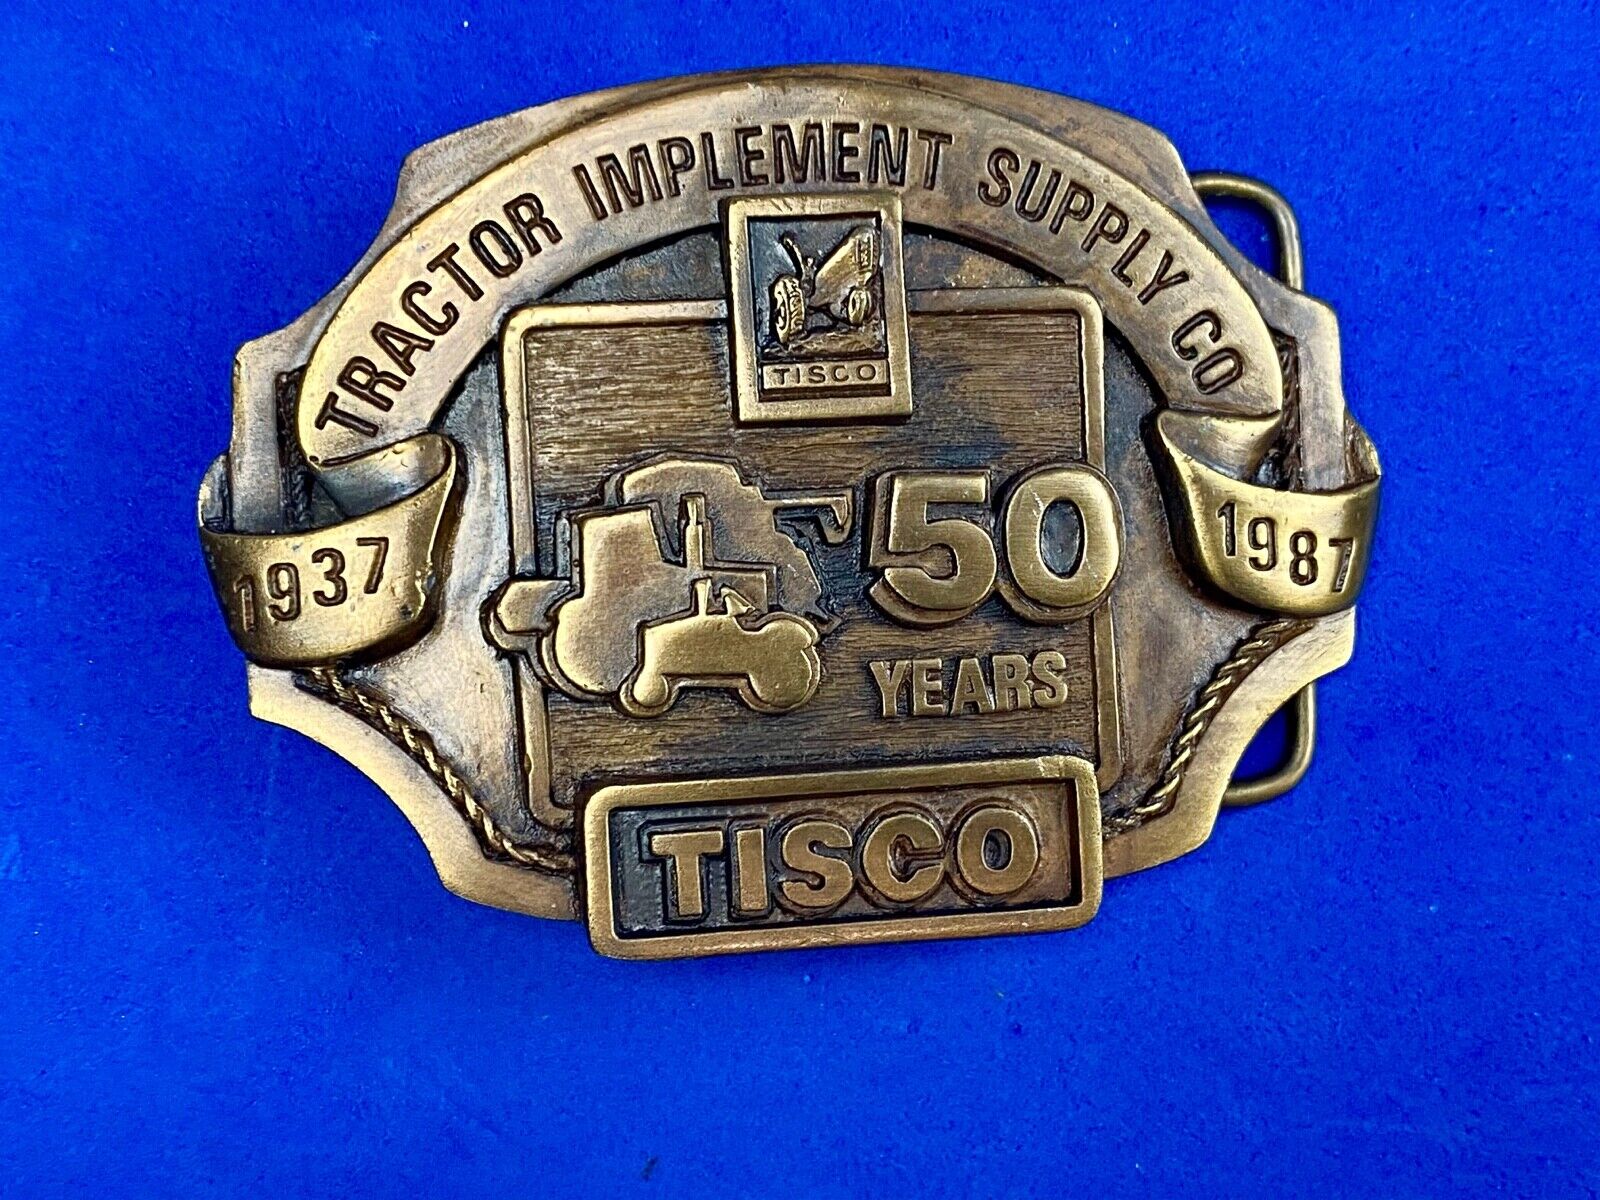 TRACTOR IMPLEMENT SUPPLY CO
TISCO
1937
1987
50
YEARS
TISCO